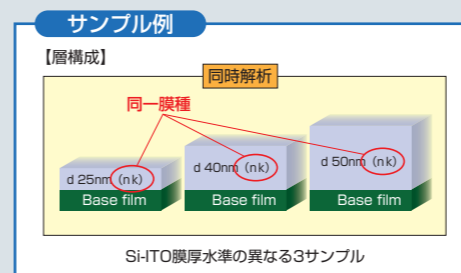 サンプル例
【層構成】
同時解析
同一膜種
d 25nm (nk)
d 40nm (nk)
d 50nm (nk)
Base film
Base film
Base film
Si-ITO膜厚水準の異なる3サンプル